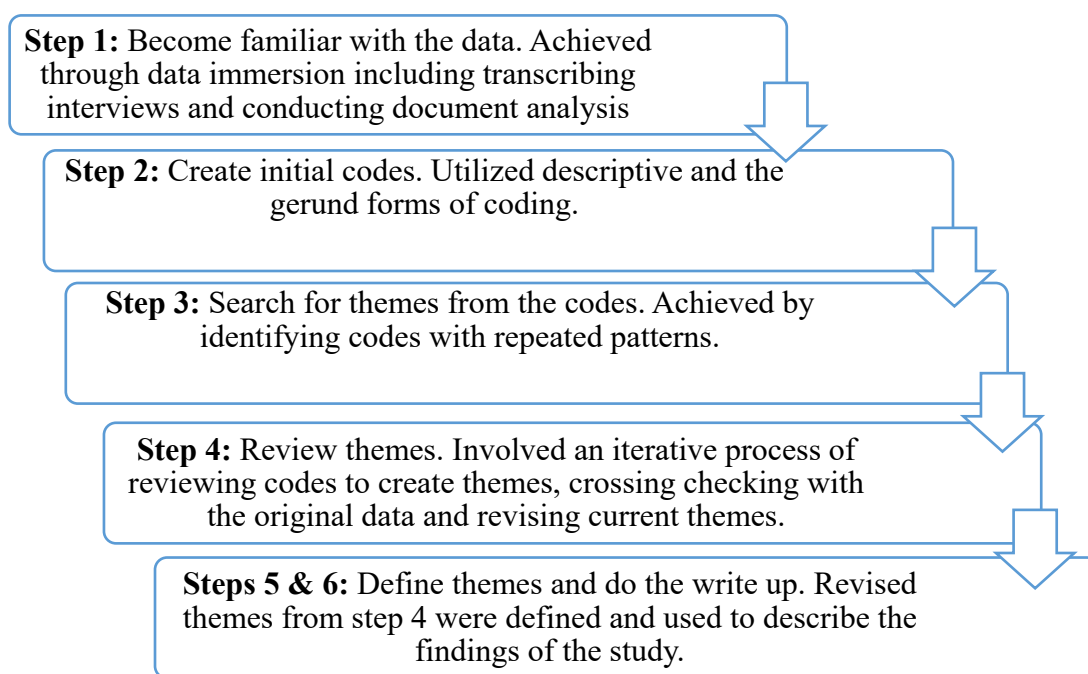 Step 1: Become familiar with the data. Achieved
through data immersion including transcribing
interviews and conducting document analysis
Step 2: Create initial codes. Utilized descriptive and the
gerund forms of coding.
Step 3: Search for themes from the codes. Achieved by
identifying codes with repeated patterns.
Step 4: Review themes. Involved an iterative process of
reviewing codes to create themes, crossing checking with
the original data and revising current themes.
Steps 5 & 6: Define themes and do the write up. Revised
themes from step 4 were defined and used to describe the
findings of the study.